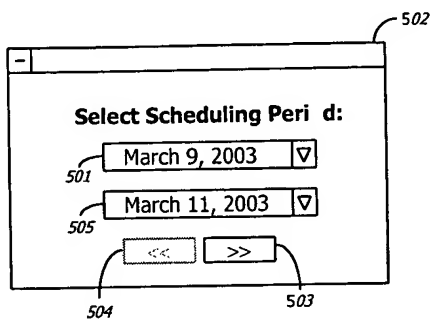 502
Select Scheduling Peri d:
501 March 9, 2003
505 March 11, 2003
<< >>
504 503